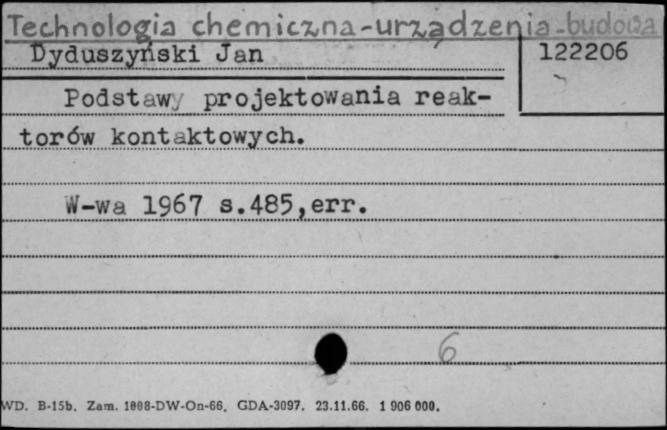 Technologia chemiczna-urządzenia-budowa
Dyduszyński Jan
122206
Podstawy projektowania reak-
torów kontaktowych.
W-wa 1967 s.485,err.
6
WD. B-15b. Zam. 1008-DW-On-66. GDA-3097. 23.11.66. 1 906 000.